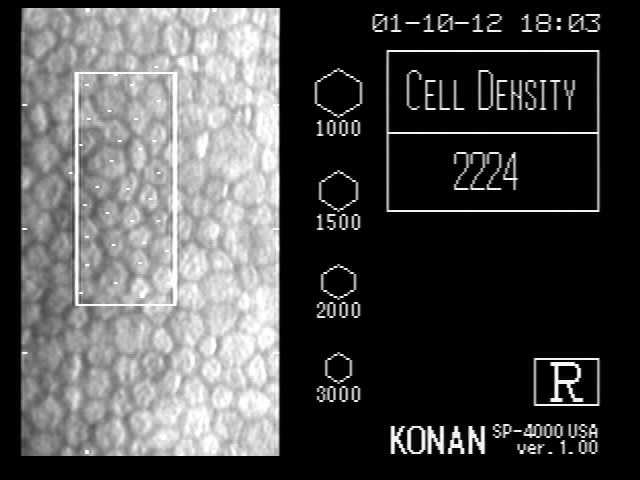 01-10-12 18:03
CELL DENSITY
2224
1000
1500
2000
3000
R
KONAN SP-4000 USA
ver. 1.00